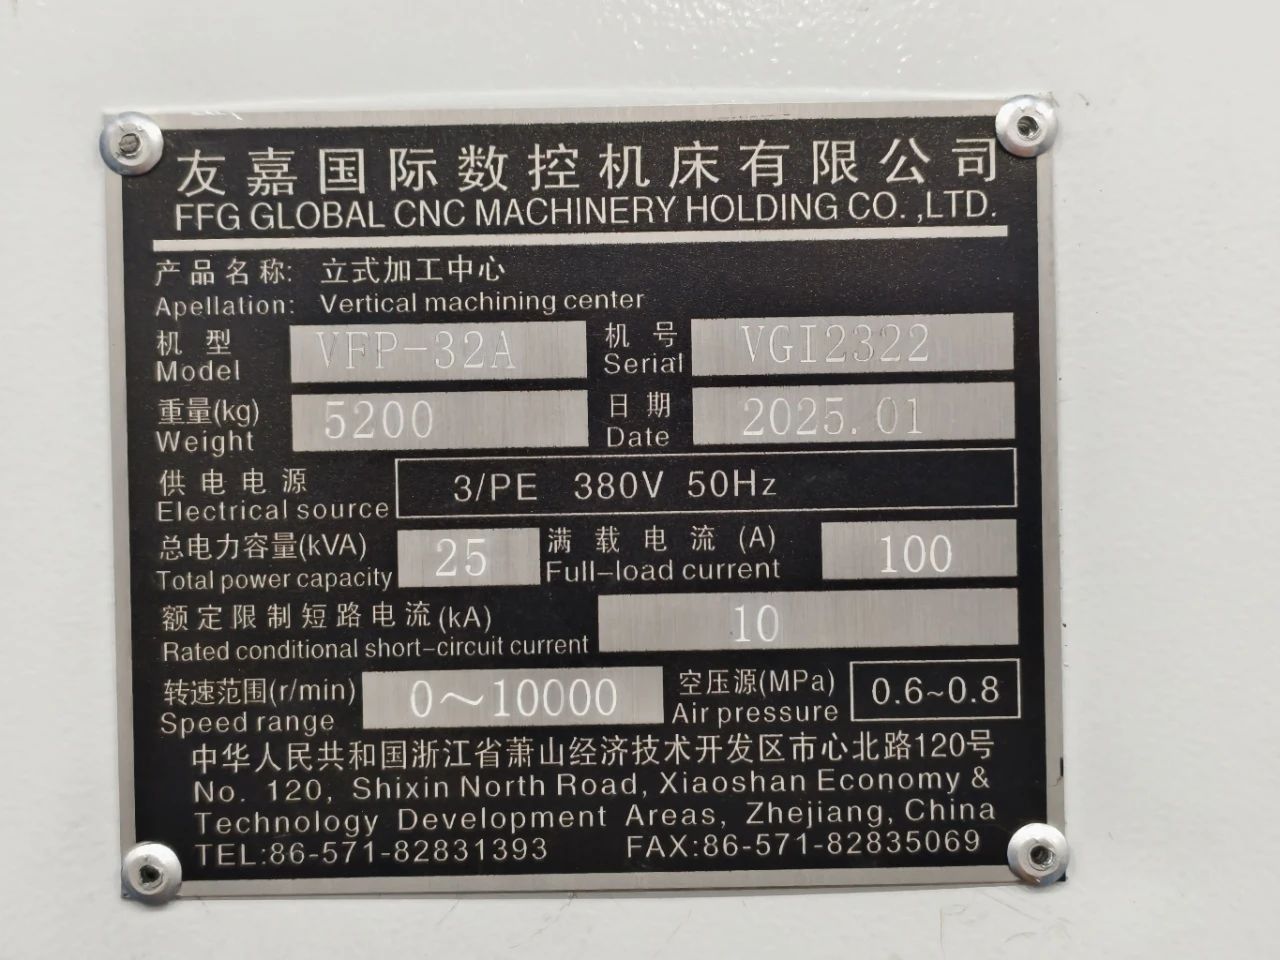 友嘉国际数控机床有限公司
FFG GLOBAL CNC MACHINERY HOLDING CO. ,LTD.
产品名称: 立式加工中心
Apellation: Vertical machining center
机型 VFP-32A 机号 VGI2322
Model Serial
重量(kg) 5200 日期 2025.01
Weight Date
供电电源 3/PE 380V 50Hz
Electrical source
总电力容量(kVA) 25 满载电流(A) 100
Total power capacity Full-load current
额定限制短路电流(kA) 10
Rated conditional short-circuit current
转速范围(r/min) 0~10000 空压源(MPa) 0.6~0.8
Speed range Air pressure
中华人民共和国浙江省萧山经济技术开发区市心北路120号
No. 120, Shixin North Road, Xiaoshan Economy &
Technology Development Areas, Zhejiang, China
TEL:86-571-82831393 FAX:86-571-82835069